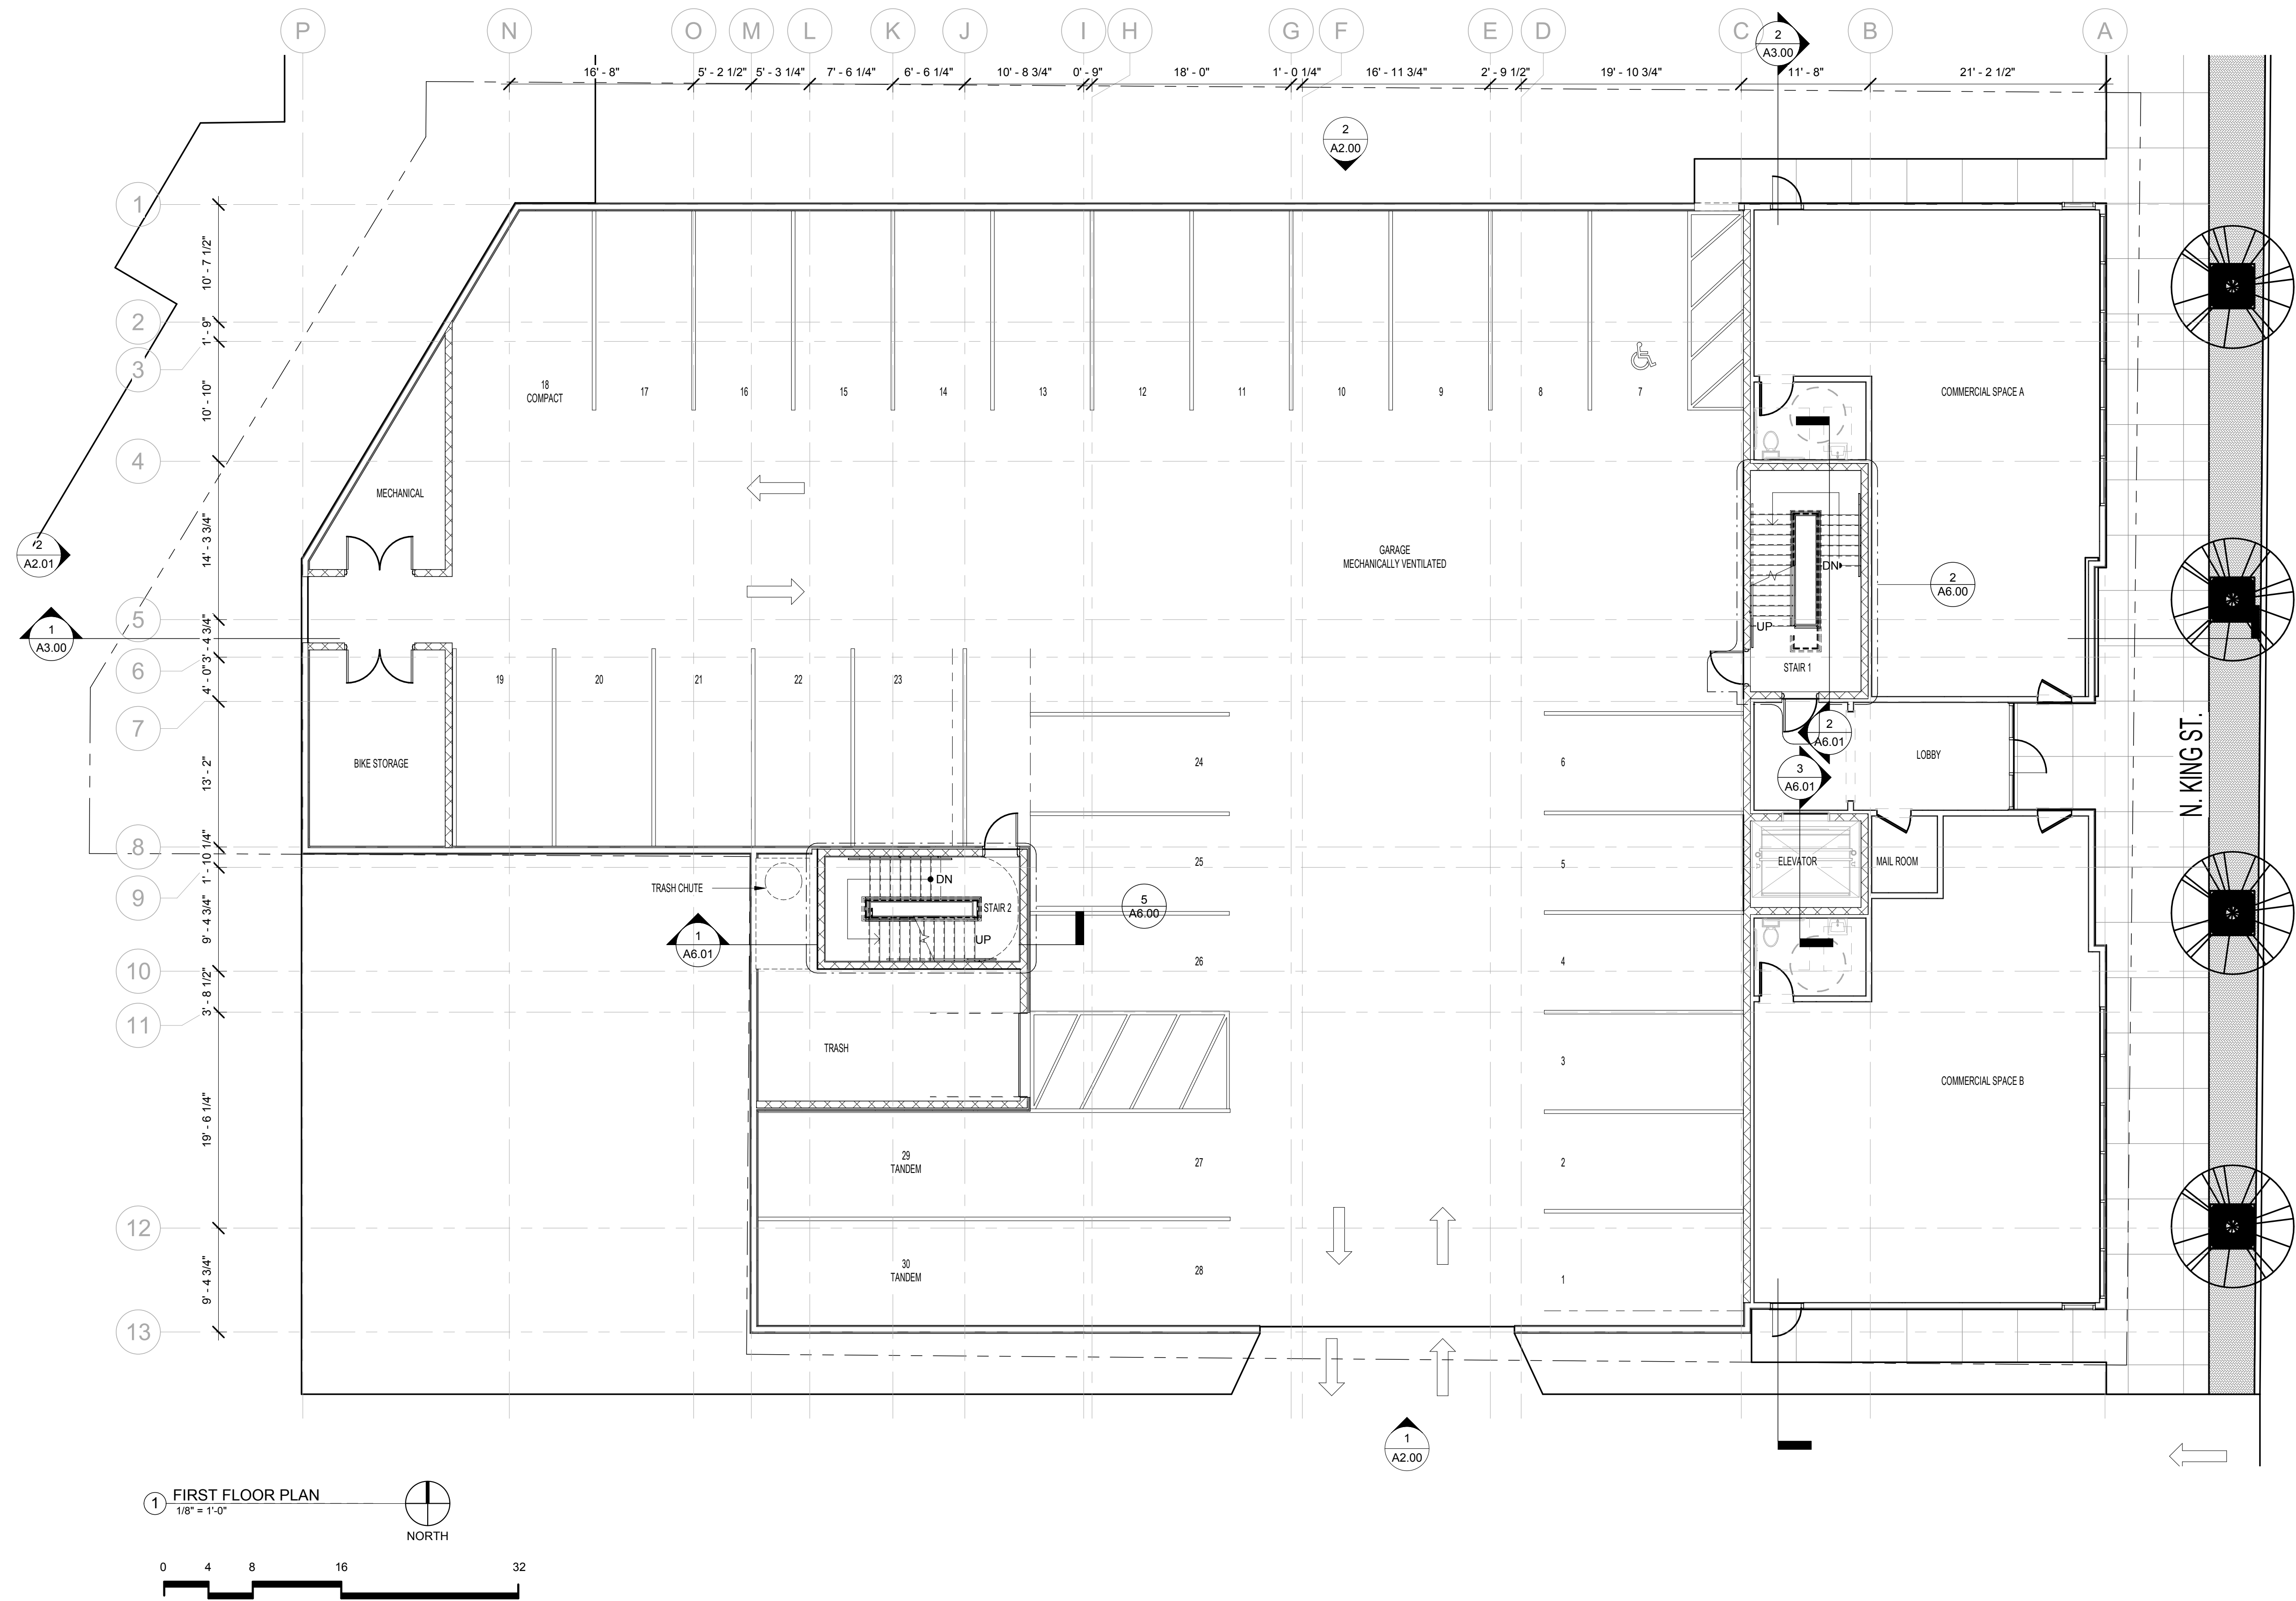 P N O M L K J I H G F E D C B A
2
A3.00
16' - 8" 5' - 2 1/2" 5' - 3 1/4" 7' - 6 1/4" 6' - 6 1/4" 10' - 8 3/4" 0' - 9" 18' - 0" 1' - 0 1/4" 16' - 11 3/4" 2' - 9 1/2" 19' - 10 3/4" 11' - 8" 21' - 2 1/2"
2
A2.00
1
10' - 7 1/2"
2
1' - 9"
3
10' - 10"
4
14' - 3 3/4"
5
3' - 4 3/4"
6
4' - 0"
7
13' - 2"
8
1' - 10 1/4"
9
9' - 4 3/4"
10
3' - 8 1/2"
11
19' - 6 1/4"
12
9' - 4 3/4"
13
2
A2.01
1
A3.00
18
COMPACT
17
16
15
14
13
12
11
10
9
8
7
COMMERCIAL SPACE A
MECHANICAL
GARAGE
MECHANICALLY VENTILATED
DN
UP
STAIR 1
2
A6.00
19
20
21
22
23
BIKE STORAGE
24
6
2
A6.01
3
A6.01
LOBBY
N. KING ST.
25
5
ELEVATOR
MAIL ROOM
TRASH CHUTE
DN
STAIR 2
UP
1
A6.01
5
A6.00
26
4
TRASH
3
COMMERCIAL SPACE B
29
TANDEM
27
2
30
TANDEM
28
1
1
A2.00
1
FIRST FLOOR PLAN
1/8" = 1'-0"
NORTH
0 4 8 16 32